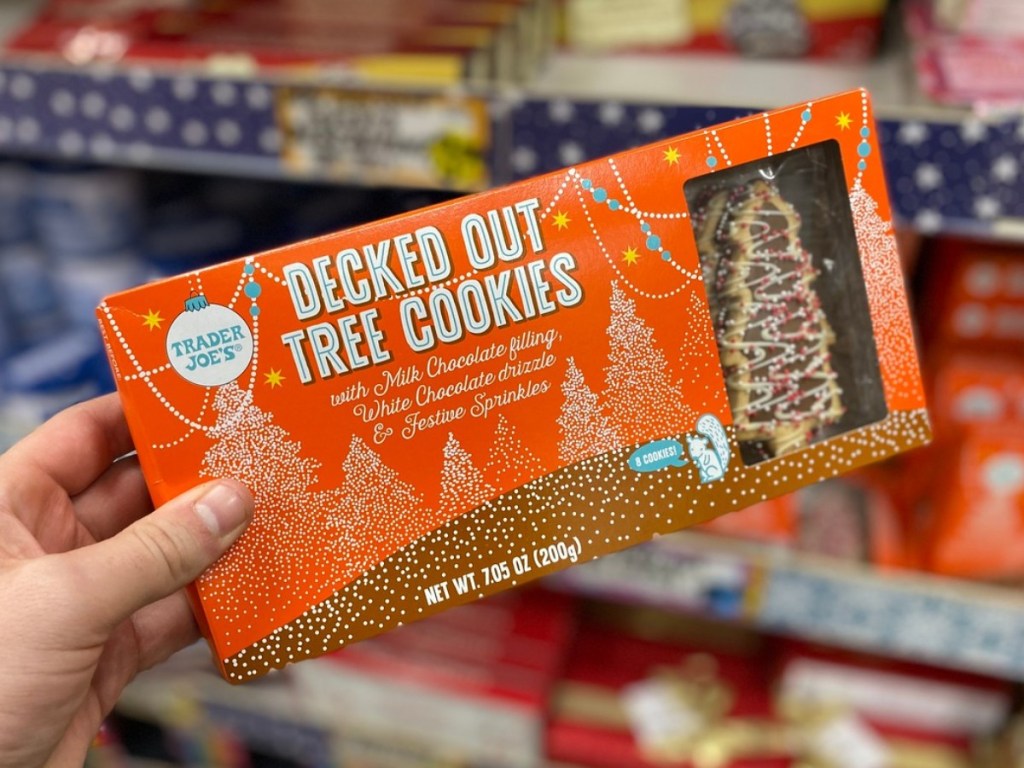 TRADER
JOE'S®
DECKED OUT
TREE COOKIES
with Milk Chocolate filling,
White Chocolate drizzle
& Festive Sprinkles
8 COOKIES!
NET WT. 7.05 OZ (200g)